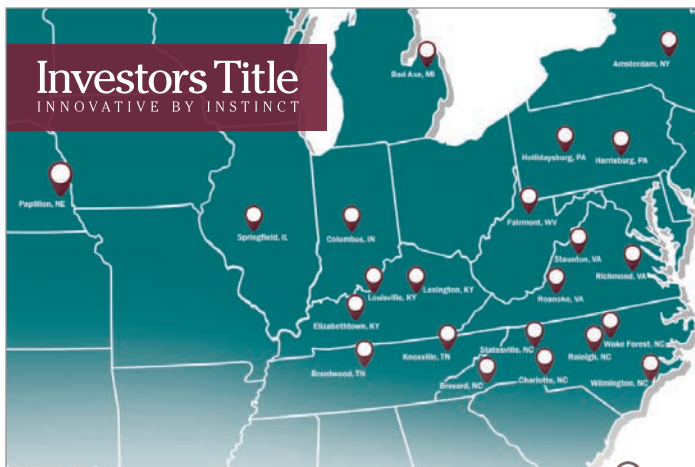 Investors Title
INNOVATIVE BY INSTINCT
Bad Axe, MI
Amsterdam, NY
Hollidaysburg, PA
Harrisburg, PA
Papillion, NE
Fairmont, WV
Springfield, IL
Columbus, IN
Staunton, VA
Richmond, VA
Louisville, KY
Lexington, KY
Roanoke, VA
Elizabethtown, KY
Knoxville, TN
Statesville, NC
Wake Forest, NC
Raleigh, NC
Brentwood, TN
Brevard, NC
Charlotte, NC
Wilmington, NC